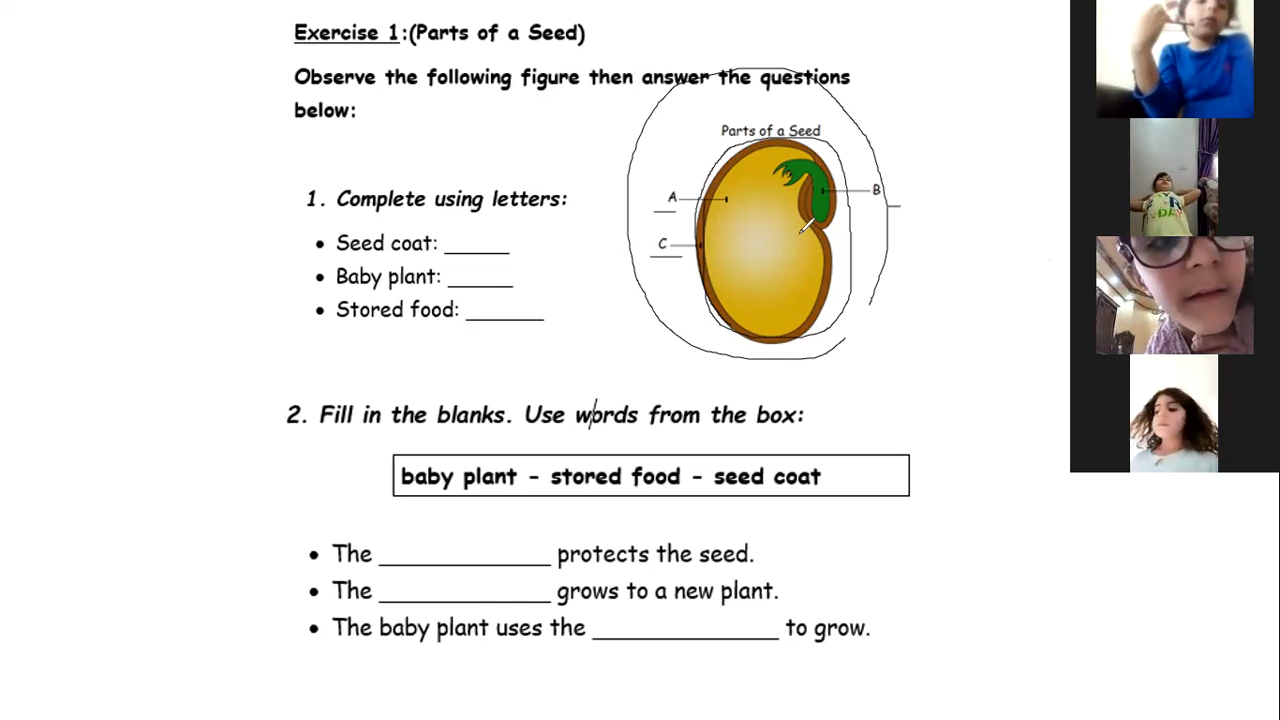 Exercise 1:(Parts of a Seed)
Observe the following figure then answer the questions
below:
Parts of a Seed
A
B
C
1. Complete using letters:
• Seed coat: ______
• Baby plant: ______
• Stored food: _______
2. Fill in the blanks. Use words from the box:
baby plant - stored food - seed coat
• The ______________ protects the seed.
• The ______________ grows to a new plant.
• The baby plant uses the _______________ to grow.